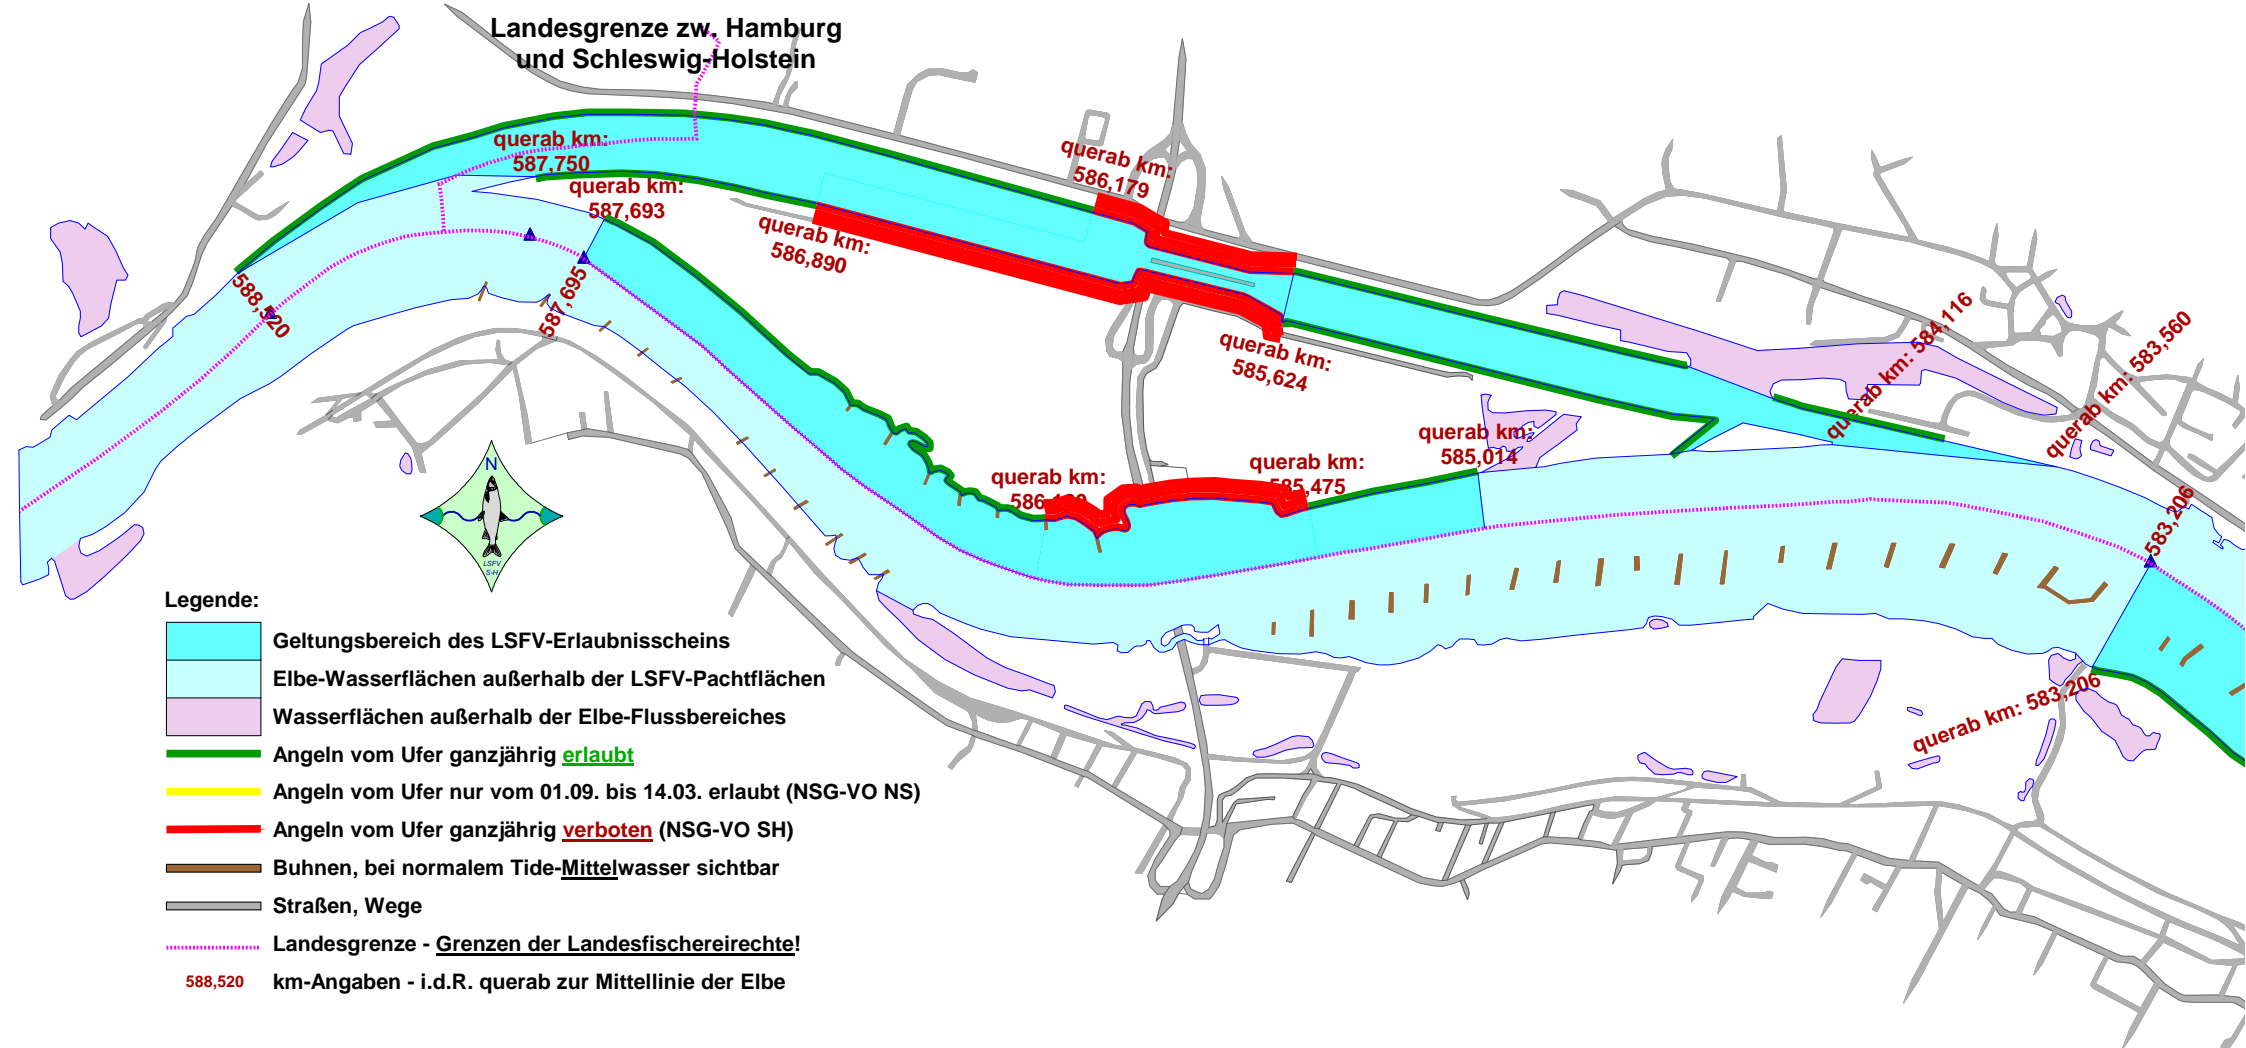 Landesgrenze zw. Hamburg
und Schleswig-Holstein
querab km:
587,750
querab km:
587,693
querab km:
586,179
querab km:
586,890
588,520
587,695
querab km:
585,624
querab km: 584,116
querab km: 583,560
querab km:
585,014
querab km:
585,475
querab km:
583,206
querab km: 583,206
N
LSFV
S-H
Legende:
Geltungsbereich des LSFV-Erlaubnisscheins
Elbe-Wasserflächen außerhalb der LSFV-Pachtflächen
Wasserflächen außerhalb der Elbe-Flussbereiches
Angeln vom Ufer ganzjährig erlaubt
Angeln vom Ufer nur vom 01.09. bis 14.03. erlaubt (NSG-VO NS)
Angeln vom Ufer ganzjährig verboten (NSG-VO SH)
Buhnen, bei normalem Tide-Mittelwasser sichtbar
Straßen, Wege
Landesgrenze - Grenzen der Landesfischereirechte!
588,520 km-Angaben - i.d.R. querab zur Mittellinie der Elbe